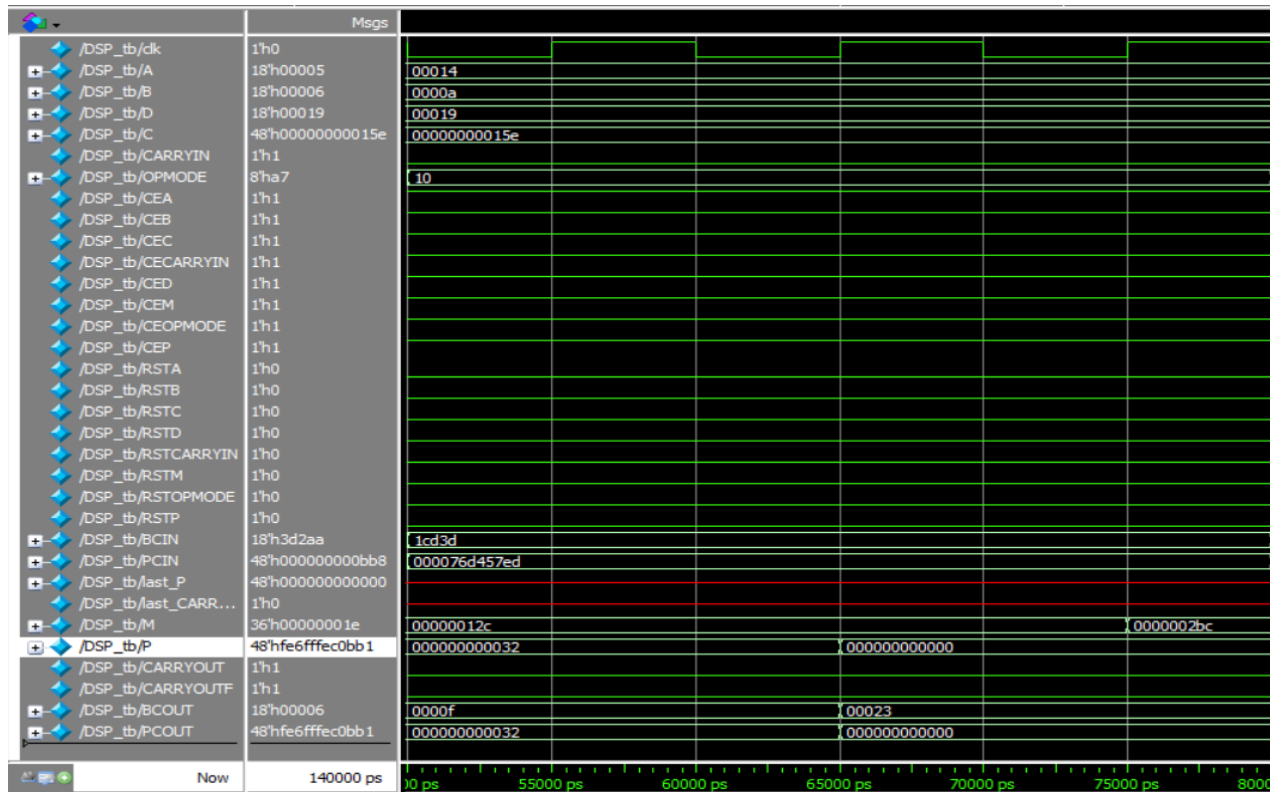 Msgs
/DSP_tb/clk 1'h0
/DSP_tb/A 18'h00005 00014
/DSP_tb/B 18'h00006 0000a
/DSP_tb/D 18'h00019 00019
/DSP_tb/C 48'h00000000015e 00000000015e
/DSP_tb/CARRYIN 1'h1
/DSP_tb/OPMODE 8'ha7 10
/DSP_tb/CEA 1'h1
/DSP_tb/CEB 1'h1
/DSP_tb/CEC 1'h1
/DSP_tb/CECARRYIN 1'h1
/DSP_tb/CED 1'h1
/DSP_tb/CEM 1'h1
/DSP_tb/CEOPMODE 1'h1
/DSP_tb/CEP 1'h1
/DSP_tb/RSTA 1'h0
/DSP_tb/RSTB 1'h0
/DSP_tb/RSTC 1'h0
/DSP_tb/RSTD 1'h0
/DSP_tb/RSTCARRYIN 1'h0
/DSP_tb/RSTM 1'h0
/DSP_tb/RSTOPMODE 1'h0
/DSP_tb/RSTP 1'h0
/DSP_tb/BCIN 18'h3d2aa 1cd3d
/DSP_tb/PCIN 48'h000000000bb8 000076d457ed
/DSP_tb/last_P 48'h000000000000
/DSP_tb/last_CARR... 1'h0
/DSP_tb/M 36'h00000001e 00000012c 0000002bc
/DSP_tb/P 48'hfe6fffec0bb1 000000000032 000000000000
/DSP_tb/CARRYOUT 1'h1
/DSP_tb/CARRYOUTF 1'h1
/DSP_tb/BCOUT 18'h00006 0000f 00023
/DSP_tb/PCOUT 48'hfe6fffec0bb1 000000000032 000000000000
Now 140000 ps 00 ps 55000 ps 60000 ps 65000 ps 70000 ps 75000 ps 8000